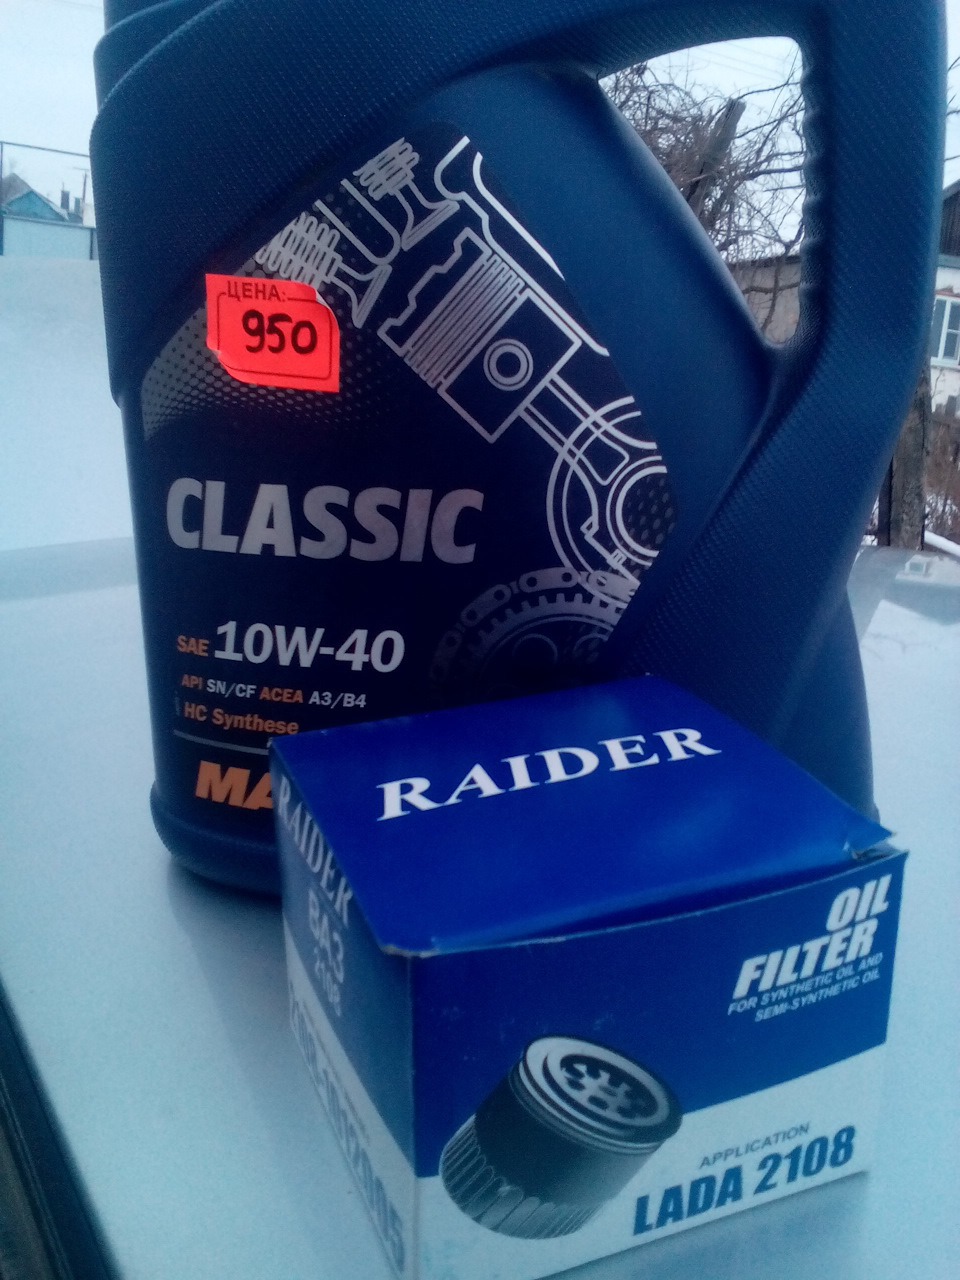 ЦЕНА:
950
CLASSIC
SAE 10W-40
API SN/CF ACEA A3/B4
HC Synthese
MA
RAIDER
RAIDER
ВАЗ
2108
OIL
FILTER
FOR SYNTHETIC OIL AND
SEMI-SYNTHETIC OIL
APPLICATION
LADA 2108